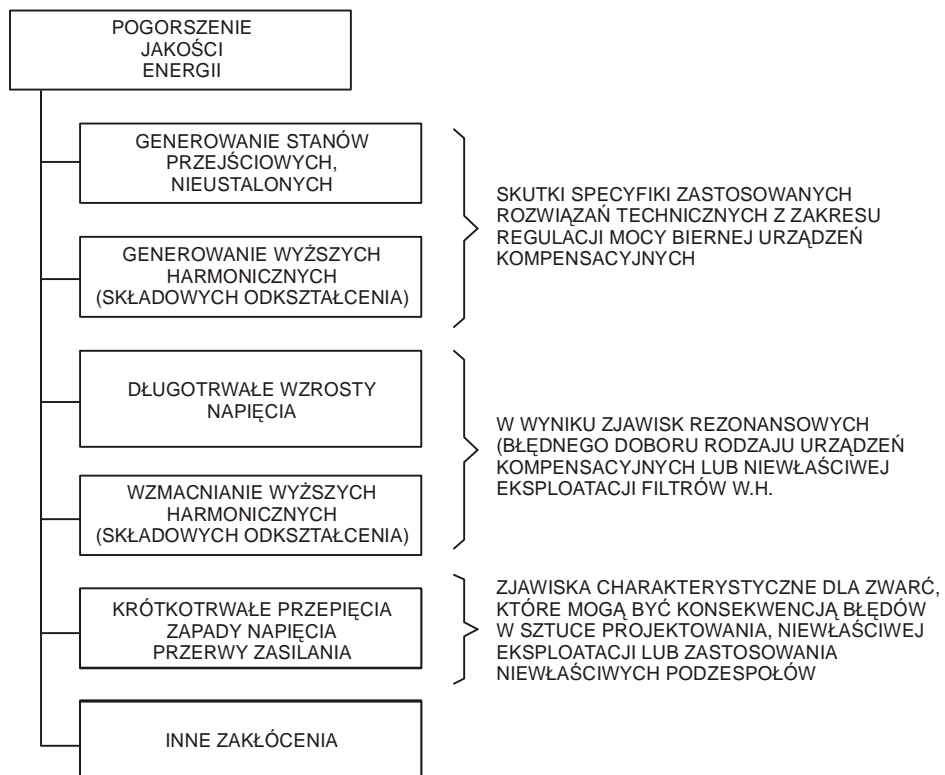 POGORSZENIE
JAKOŚCI
ENERGII
GENEROWANIE STANÓW
PRZEJŚCIOWYCH,
NIEUSTALONYCH
GENEROWANIE WYŻSZYCH
HARMONICZNYCH
(SKŁADOWYCH ODKSZTAŁCENIA)
SKUTKI SPECYFIKI ZASTOSOWANYCH
ROZWIĄZAŃ TECHNICZNYCH Z ZAKRESU
REGULACJI MOCY BIERNEJ URZĄDZEŃ
KOMPENSACYJNYCH
DŁUGOTRWAŁE WZROSTY
NAPIĘCIA
WZMACNIANIE WYŻSZYCH
HARMONICZNYCH
(SKŁADOWYCH ODKSZTAŁCENIA)
W WYNIKU ZJAWISK REZONANSOWYCH
(BŁĘDNEGO DOBORU RODZAJU URZĄDZEŃ
KOMPENSACYJNYCH LUB NIEWŁAŚCIWEJ
EKSPLOATACJI FILTRÓW W.H.
KRÓTKOTRWAŁE PRZEPIĘCIA
ZAPADY NAPIĘCIA
PRZERWY ZASILANIA
ZJAWISKA CHARAKTERYSTYCZNE DLA ZWARĆ,
KTÓRE MOGĄ BYĆ KONSEKWENCJĄ BŁĘDÓW
W SZTUCE PROJEKTOWANIA, NIEWŁAŚCIWEJ
EKSPLOATACJI LUB ZASTOSOWANIA
NIEWŁAŚCIWYCH PODZESPOŁÓW
INNE ZAKŁÓCENIA